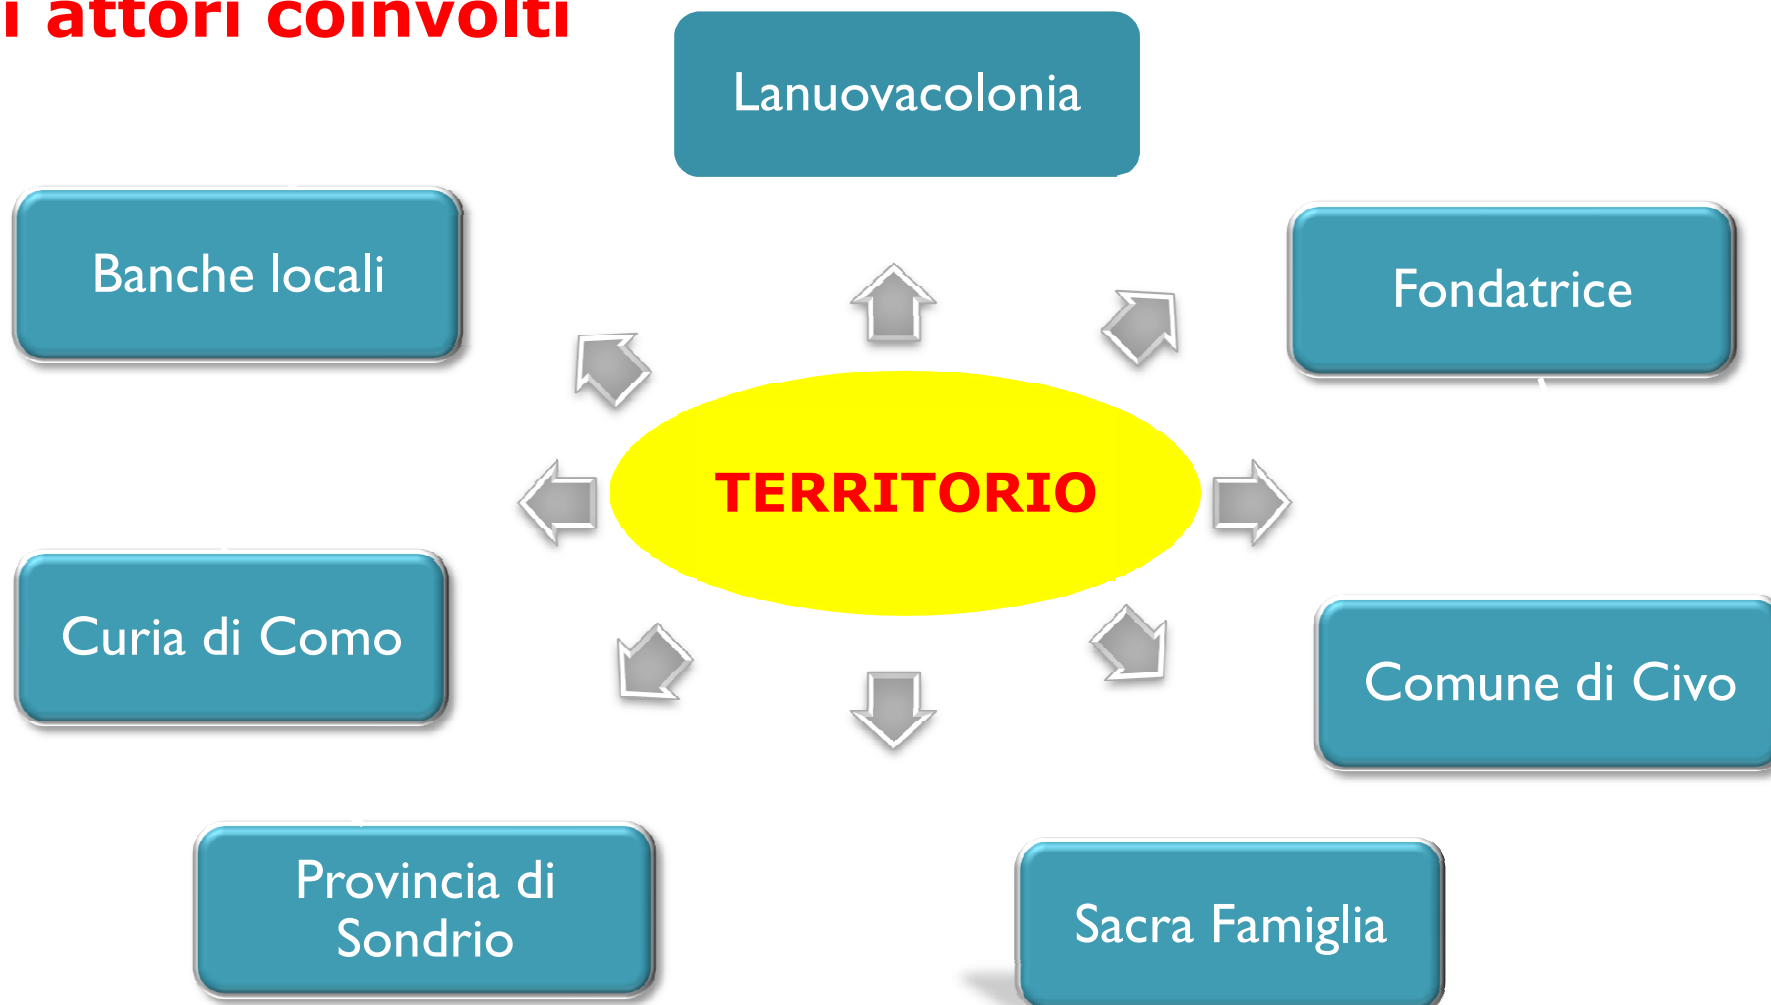 i attori coinvolti
Lanuovacolonia
Banche locali
Fondatrice
TERRITORIO
Curia di Como
Comune di Civo
Provincia di
Sondrio
Sacra Famiglia